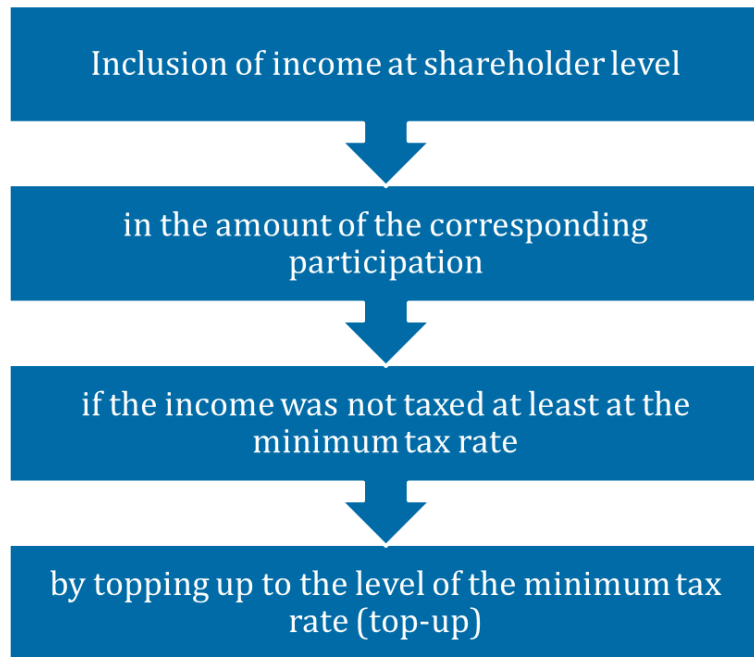 Inclusion of income at shareholder level
in the amount of the corresponding
participation
if the income was not taxed at least at the
minimum tax rate
by topping up to the level of the minimum tax
rate (top-up)